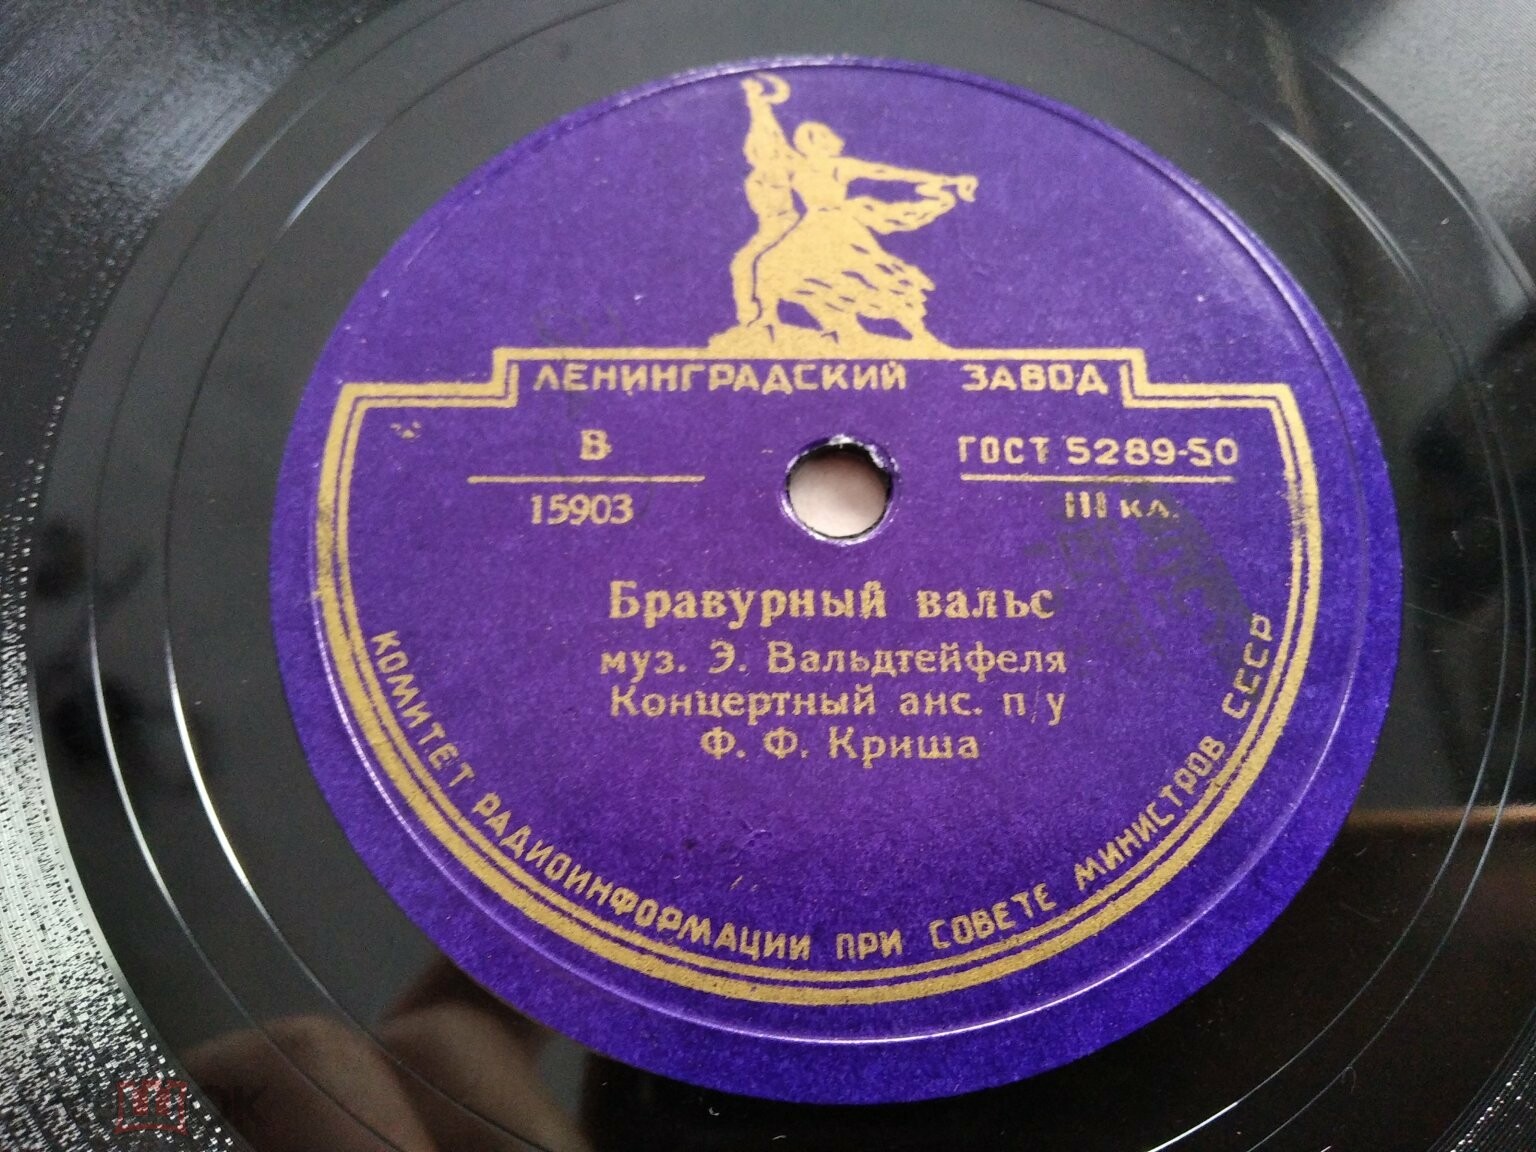 ЛЕНИНГРАДСКИЙ ЗАВОД
В
15903
ГОСТ 5289-50
III кл.
Бравурный вальс
муз. Э. Вальдтейфеля
Концертный анс. п/у
Ф. Ф. Криша
КОМИТЕТ РАДИОИНФОРМАЦИИ ПРИ СОВЕТЕ МИНИСТРОВ СССР